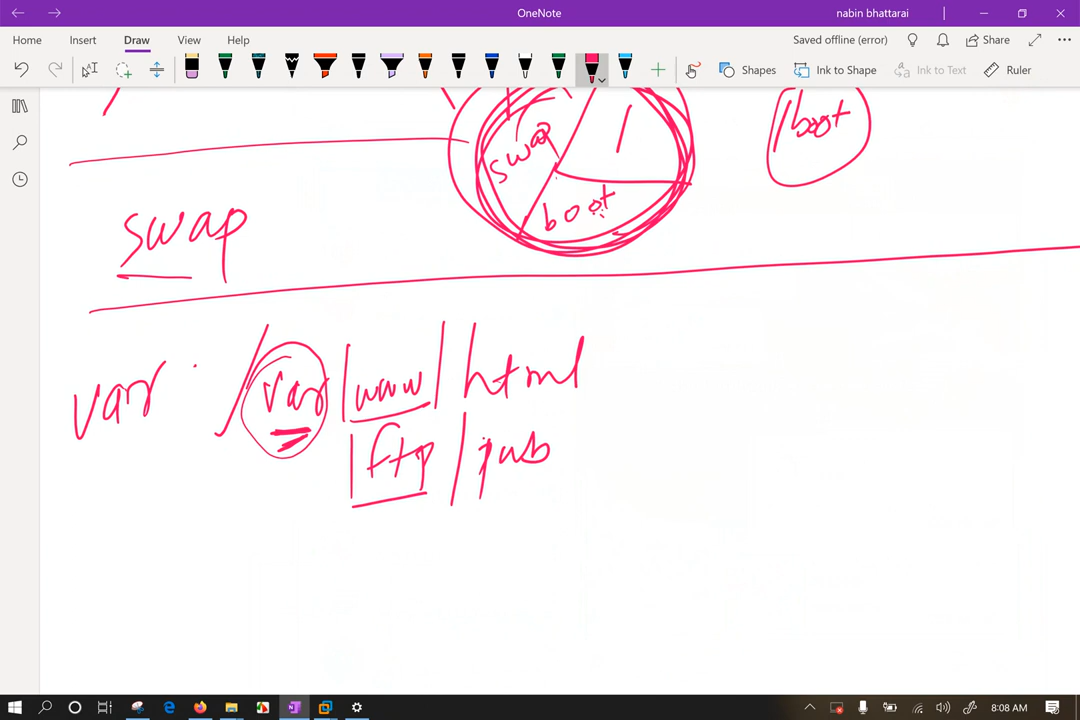 OneNote
nabin bhattarai
Home
Insert
Draw
View
Help
Saved offline (error)
Share
Shapes
Ink to Shape
Ink to Text
Ruler
swap
/
boot
/boot
swap
var : /var/www/html
/ftp/pub
8:08 AM